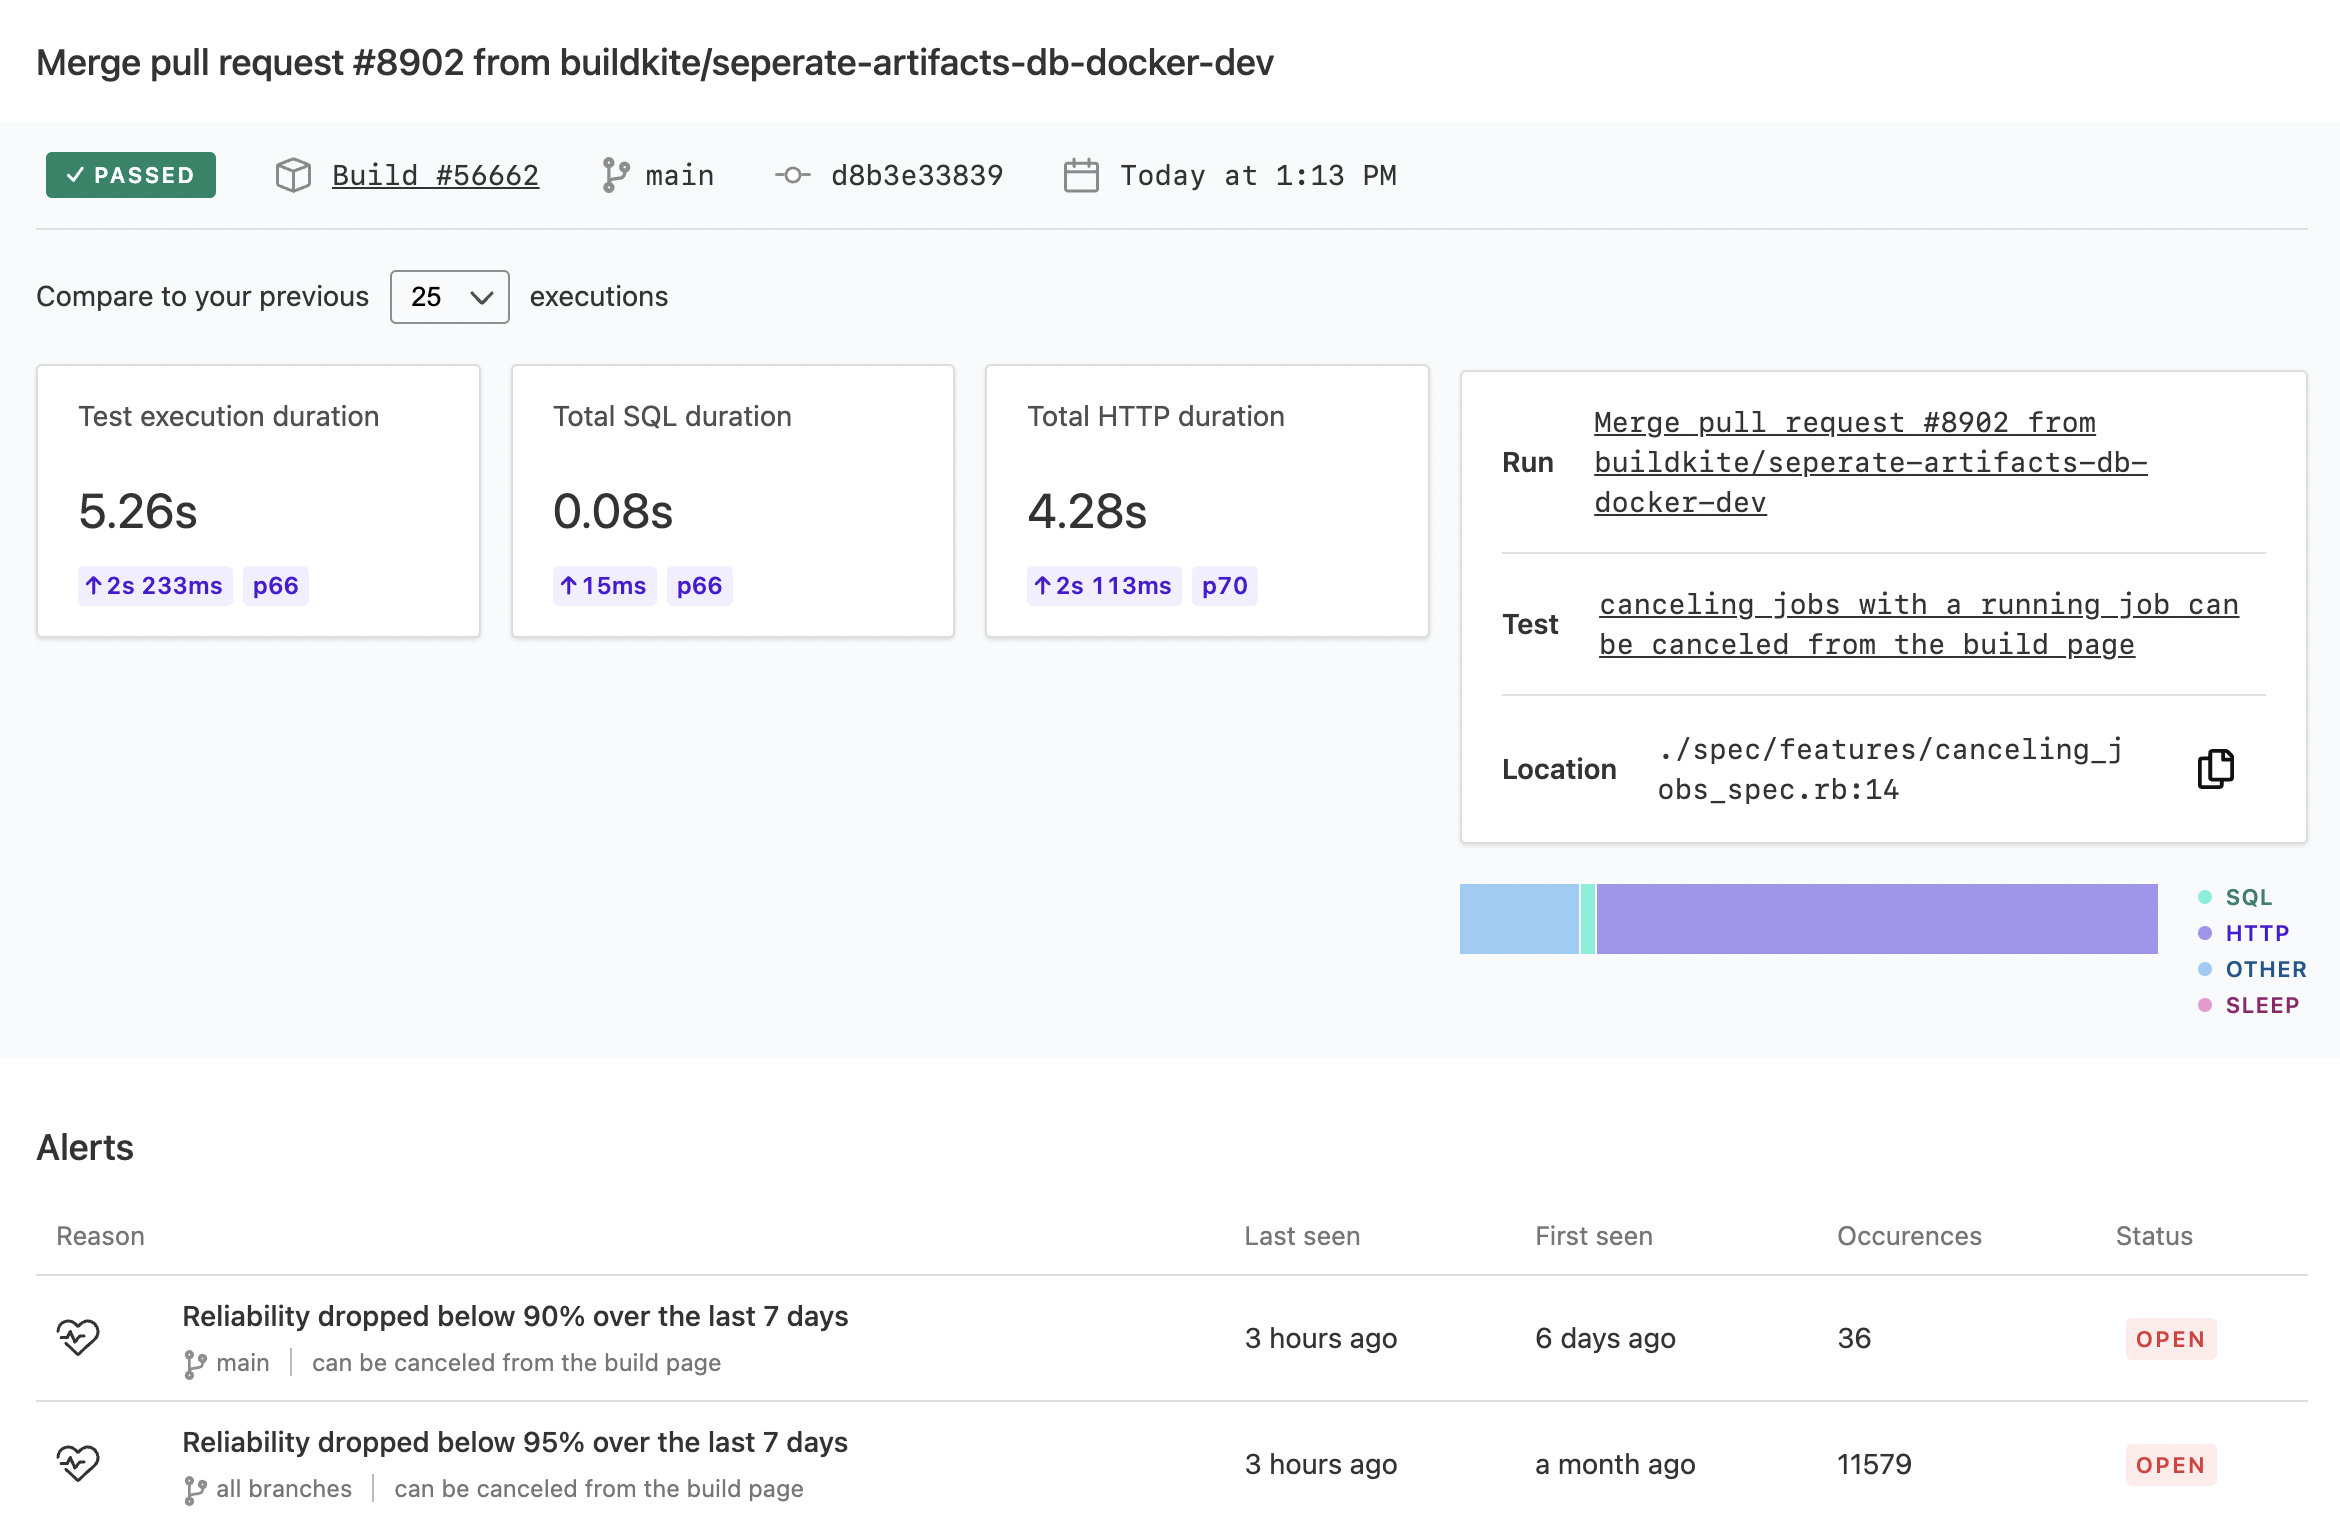 Merge pull request #8902 from buildkite/seperate-artifacts-db-docker-dev
PASSED
Build #56662
main
d8b3e33839
Today at 1:13 PM
Compare to your previous 25 executions
Test execution duration
5.26s
↑2s 233ms p66
Total SQL duration
0.08s
↑15ms p66
Total HTTP duration
4.28s
↑2s 113ms p70
Run
Merge pull request #8902 from
buildkite/seperate-artifacts-db-
docker-dev
Test
canceling jobs with a running job can
be canceled from the build page
Location
./spec/features/canceling_j
obs_spec.rb:14
SQL
HTTP
OTHER
SLEEP
Alerts
Reason Last seen First seen Occurences Status
Reliability dropped below 90% over the last 7 days
main | can be canceled from the build page
3 hours ago 6 days ago 36 OPEN
Reliability dropped below 95% over the last 7 days
all branches | can be canceled from the build page
3 hours ago a month ago 11579 OPEN